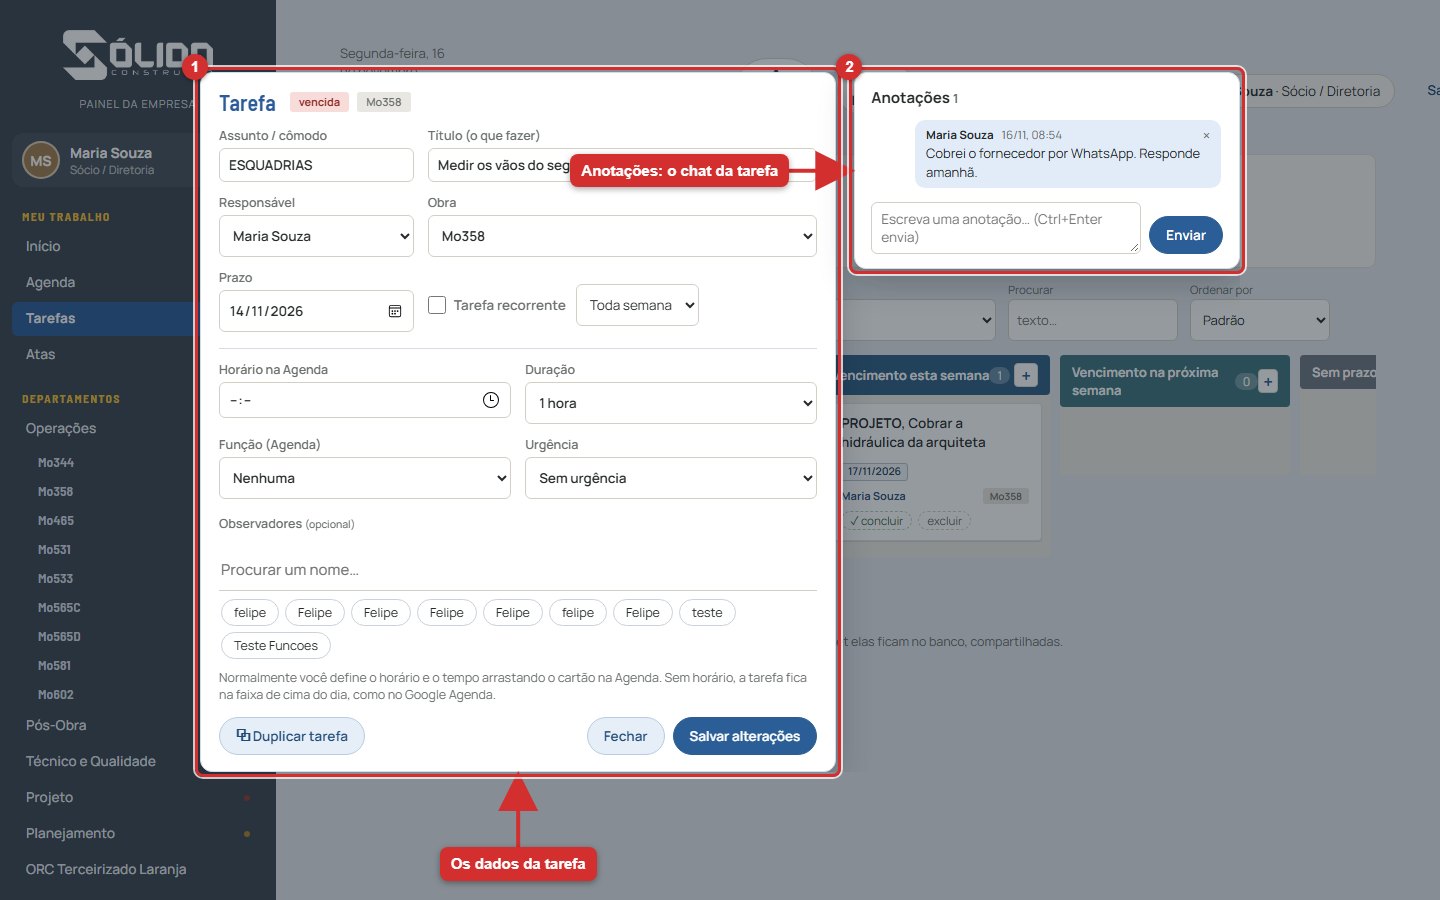 SÓLIDO
PAINEL DA EMPRESA
MS
Maria Souza
Sócio / Diretoria
MEU TRABALHO
Início
Agenda
Tarefas
Atas
DEPARTAMENTOS
Operações
Mo344
Mo358
Mo465
Mo531
Mo533
Mo565C
Mo565D
Mo581
Mo602
Pós-Obra
Técnico e Qualidade
Projeto
Planejamento
ORC Terceirizado Laranja
Segunda-feira, 16
1
Tarefa
vencida
Mo358
Assunto / cômodo
Título (o que fazer)
ESQUADRIAS
Medir os vãos do seg
Responsável
Obra
Maria Souza
Mo358
Prazo
14/11/2026
Tarefa recorrente
Toda semana
Horário na Agenda
Duração
--:--
1 hora
Função (Agenda)
Urgência
Nenhuma
Sem urgência
Observadores (opcional)
Procurar um nome…
felipe Felipe Felipe Felipe Felipe felipe Felipe teste
Teste Funcoes
Normalmente você define o horário e o tempo arrastando o cartão na Agenda. Sem horário, a tarefa fica
na faixa de cima do dia, como no Google Agenda.
Duplicar tarefa
Fechar
Salvar alterações
Os dados da tarefa
Anotações: o chat da tarefa
2
Anotações 1
Maria Souza 16/11, 08:54 ×
Cobrei o fornecedor por WhatsApp. Responde
amanhã.
Escreva uma anotação… (Ctrl+Enter
envia)
Enviar
ouza · Sócio / Diretoria
Sa
Procurar
Ordenar por
texto…
Padrão
encimento esta semana 1 +
Vencimento na próxima
semana
0 +
Sem prazo
PROJETO, Cobrar a
hidráulica da arquiteta
17/11/2026
Maria Souza
Mo358
✓ concluir
excluir
t elas ficam no banco, compartilhadas.